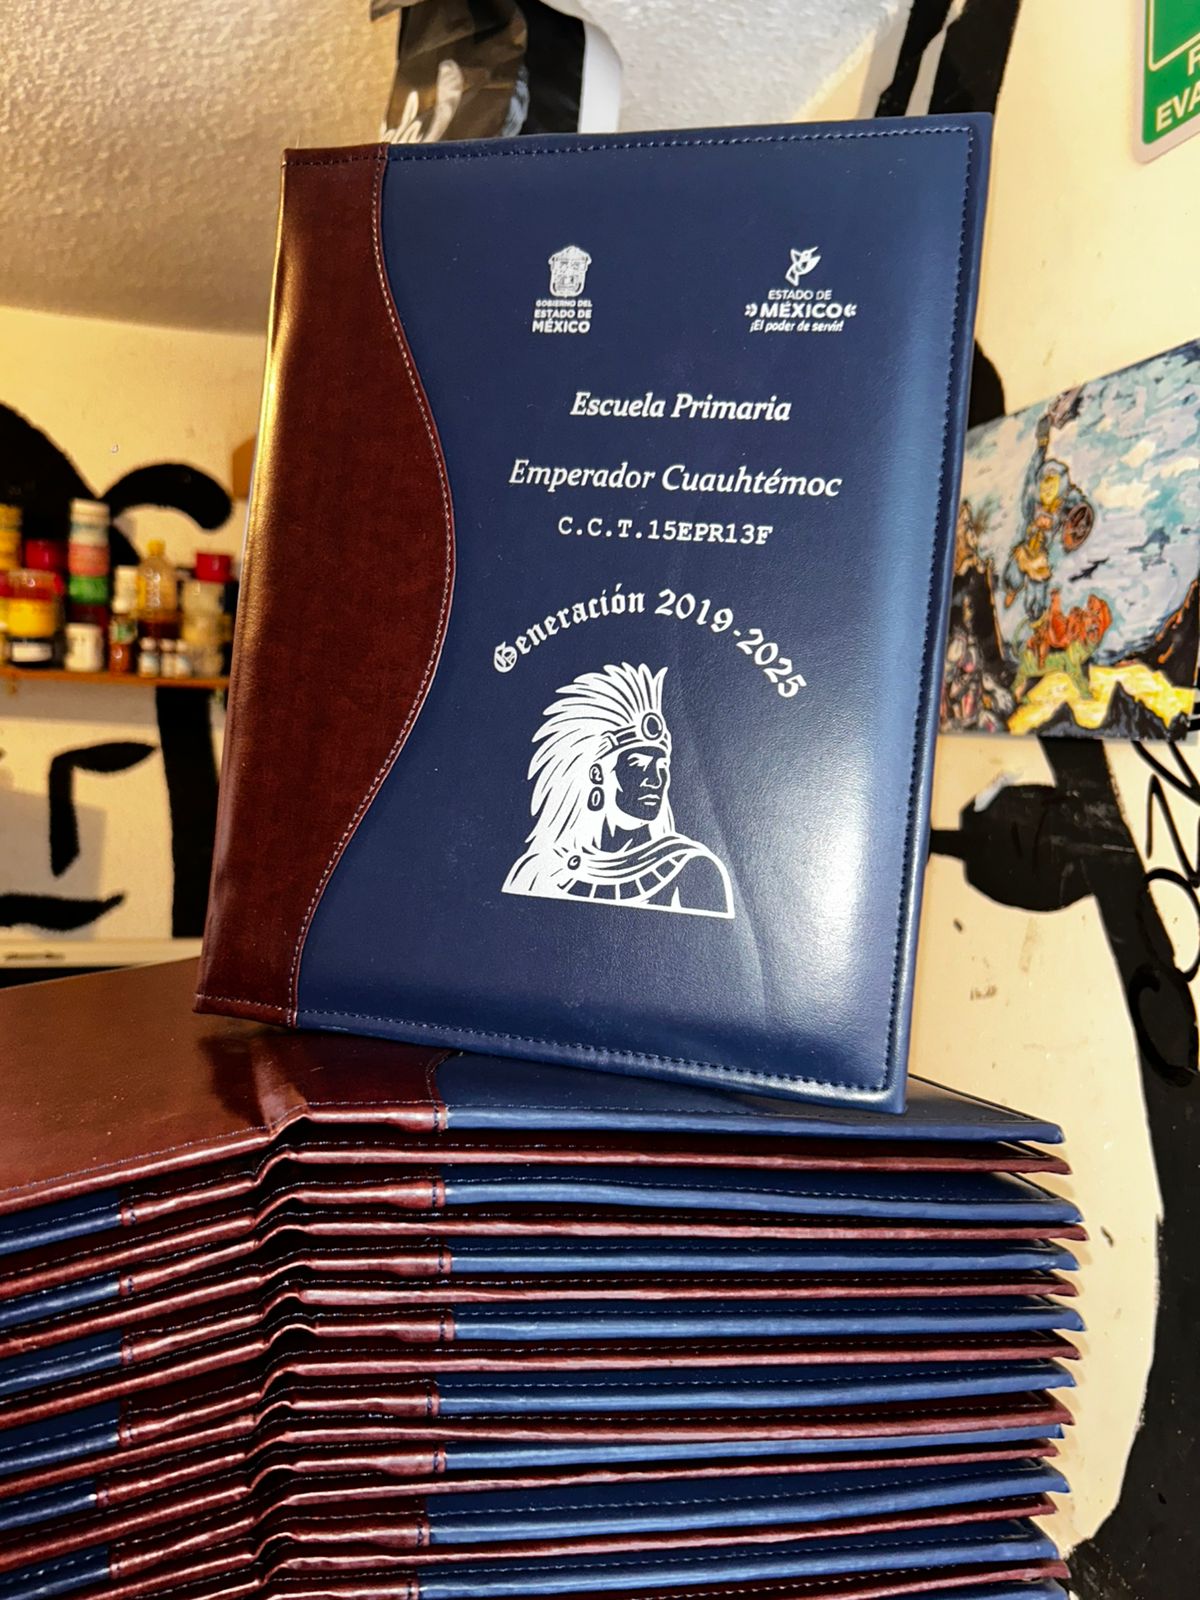 GOBIERNO DEL
ESTADO DE
MÉXICO
ESTADO DE
MÉXICO
¡El poder de servir!
Escuela Primaria
Emperador Cuauhtémoc
C.C.T.15EPR13F
Generación 2019-2025